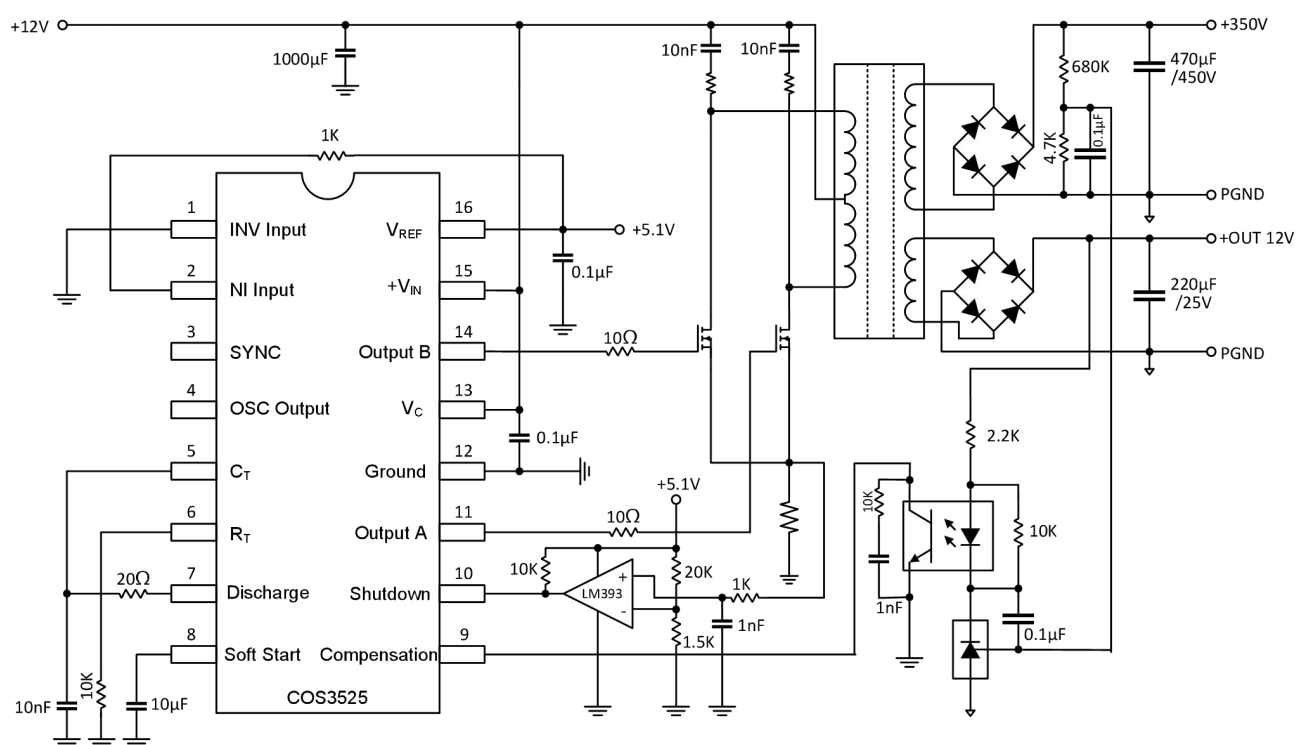 +12V
1000µF
10nF
10nF
+350V
680K
470µF
/450V
4.7K
0.1µF
PGND
1K
1
INV Input
16
VREF
+5.1V
0.1µF
2
NI Input
15
+VIN
+OUT 12V
220µF
/25V
PGND
3
SYNC
14
Output B
10Ω
4
OSC Output
13
VC
0.1µF
2.2K
5
CT
12
Ground
+5.1V
10K
6
RT
11
Output A
10Ω
10K
20Ω
7
Discharge
10
Shutdown
10K
LM393
+
-
20K
1K
1nF
1.5K
1nF
0.1µF
8
Soft Start
9
Compensation
10nF
10K
10µF
COS3525